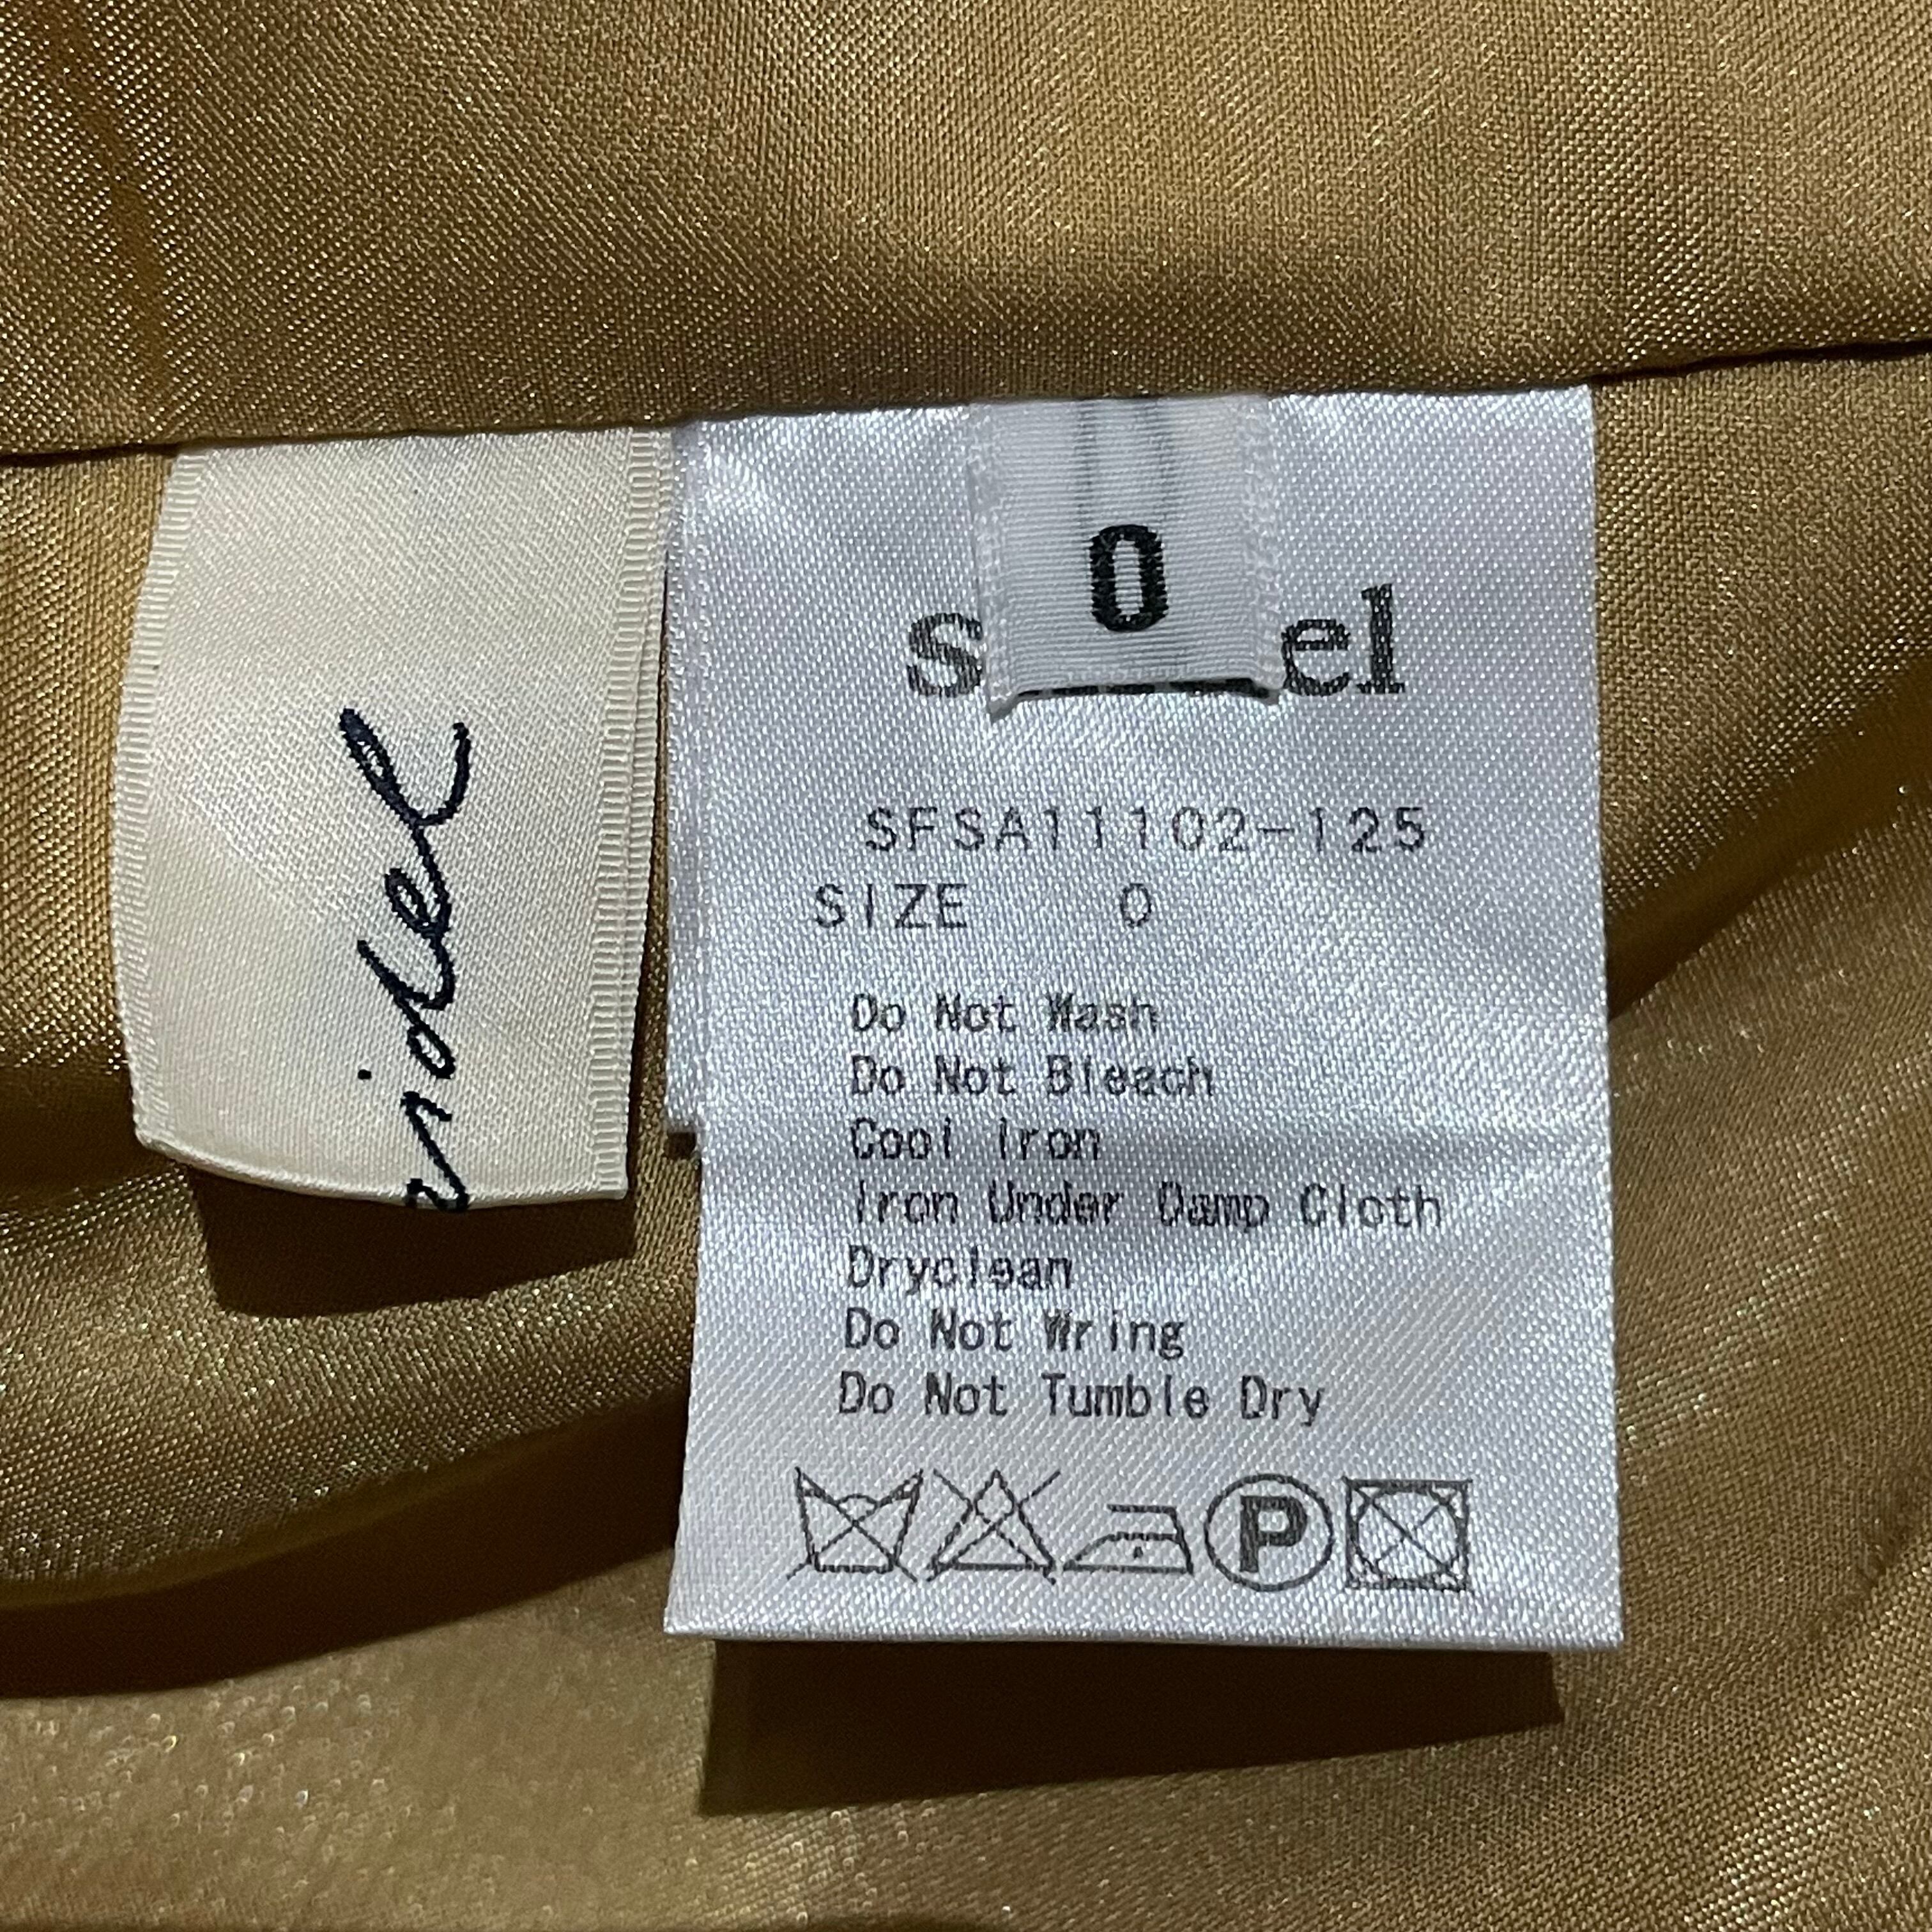 nidel
0
S el
SFSA11102-125
SIZE 0
Do Not Wash
Do Not Bleach
Cool Iron
Iron Under Damp Cloth
Dryclean
Do Not Wring
Do Not Tumble Dry
P